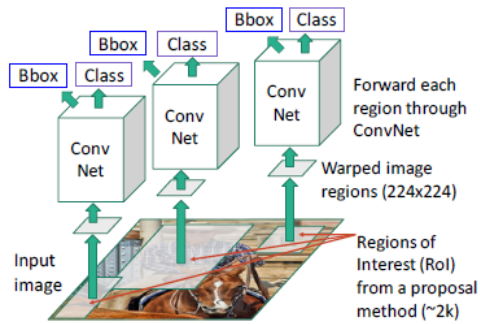 Bbox
Class
Bbox
Class
Bbox
Class
Conv
Net
Conv
Net
Conv
Net
Forward each
region through
ConvNet
Warped image
regions (224x224)
Input
image
Regions of
Interest (RoI)
from a proposal
method (~2k)